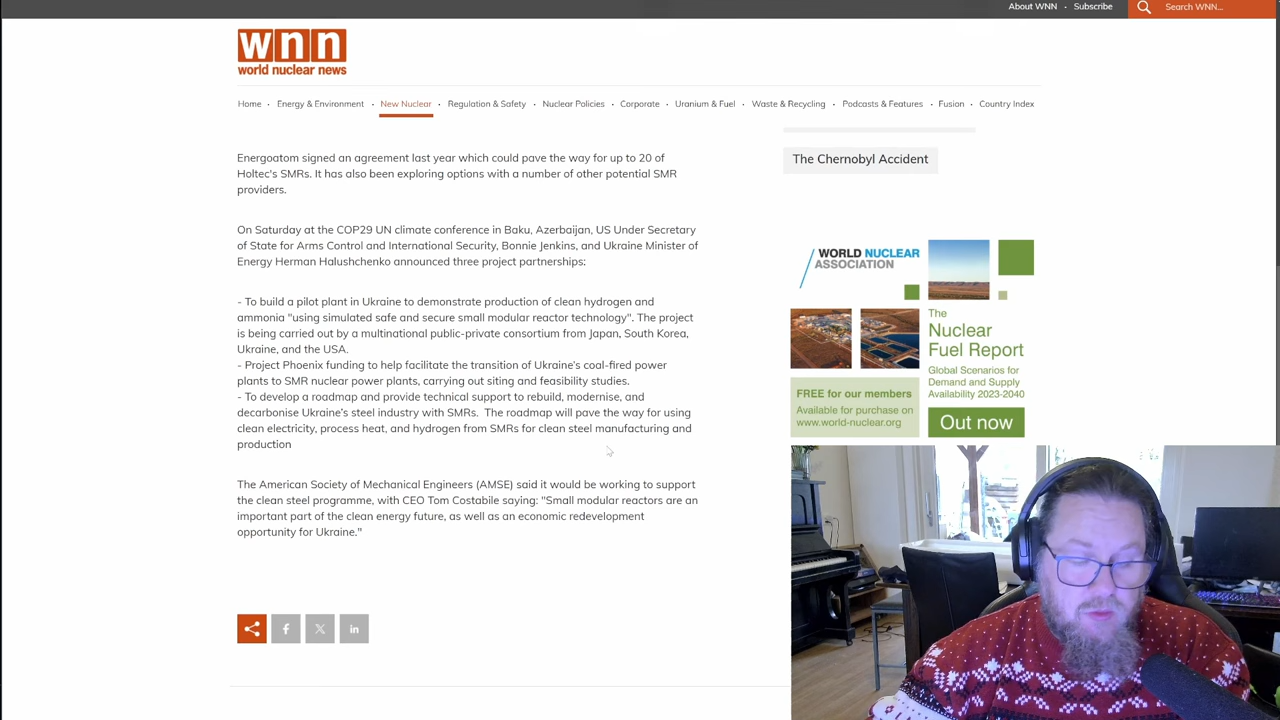 About WNN · Subscribe
Search WNN...
wnn
world nuclear news
Home · Energy & Environment · New Nuclear · Regulation & Safety · Nuclear Policies · Corporate · Uranium & Fuel · Waste & Recycling · Podcasts & Features · Fusion · Country Index
Energoatom signed an agreement last year which could pave the way for up to 20 of
Holtec's SMRs. It has also been exploring options with a number of other potential SMR
providers.
On Saturday at the COP29 UN climate conference in Baku, Azerbaijan, US Under Secretary
of State for Arms Control and International Security, Bonnie Jenkins, and Ukraine Minister of
Energy Herman Halushchenko announced three project partnerships:
- To build a pilot plant in Ukraine to demonstrate production of clean hydrogen and
ammonia "using simulated safe and secure small modular reactor technology". The project
is being carried out by a multinational public-private consortium from Japan, South Korea,
Ukraine, and the USA.
- Project Phoenix funding to help facilitate the transition of Ukraine's coal-fired power
plants to SMR nuclear power plants, carrying out siting and feasibility studies.
- To develop a roadmap and provide technical support to rebuild, modernise, and
decarbonise Ukraine's steel industry with SMRs. The roadmap will pave the way for using
clean electricity, process heat, and hydrogen from SMRs for clean steel manufacturing and
production
The American Society of Mechanical Engineers (AMSE) said it would be working to support
the clean steel programme, with CEO Tom Costabile saying: "Small modular reactors are an
important part of the clean energy future, as well as an economic redevelopment
opportunity for Ukraine."
The Chernobyl Accident
WORLD NUCLEAR
ASSOCIATION
The
Nuclear
Fuel Report
Global Scenarios for
Demand and Supply
Availability 2023-2040
FREE for our members
Available for purchase on
www.world-nuclear.org
Out now